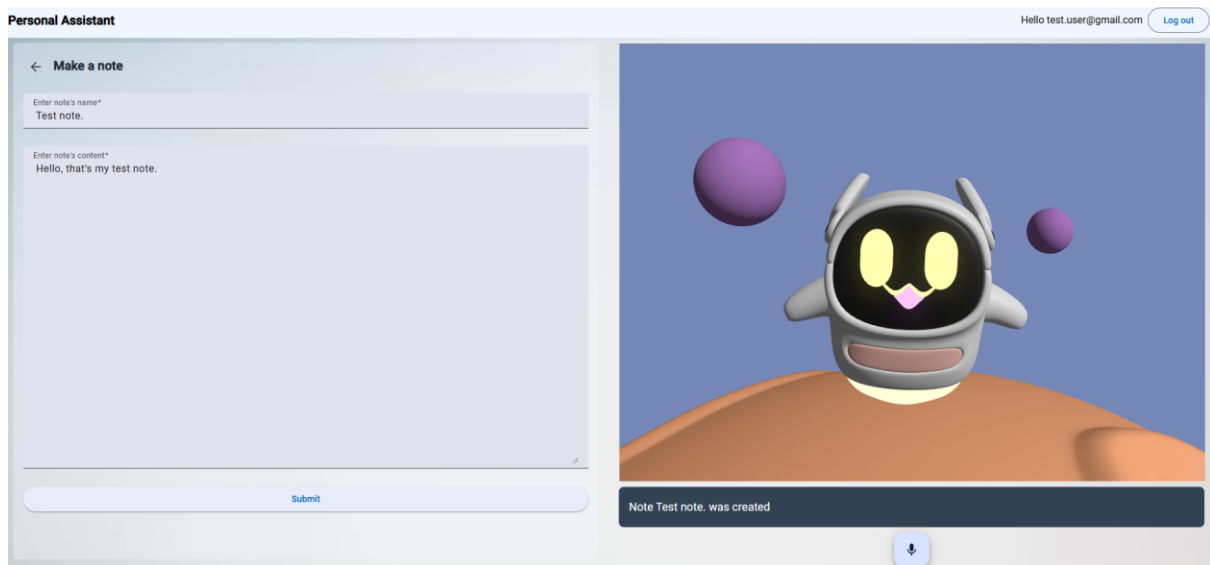 Personal Assistant
Hello test.user@gmail.com
Log out
Make a note
Enter note's name*
Test note.
Enter note's content*
Hello, that's my test note.
Submit
Note Test note. was created